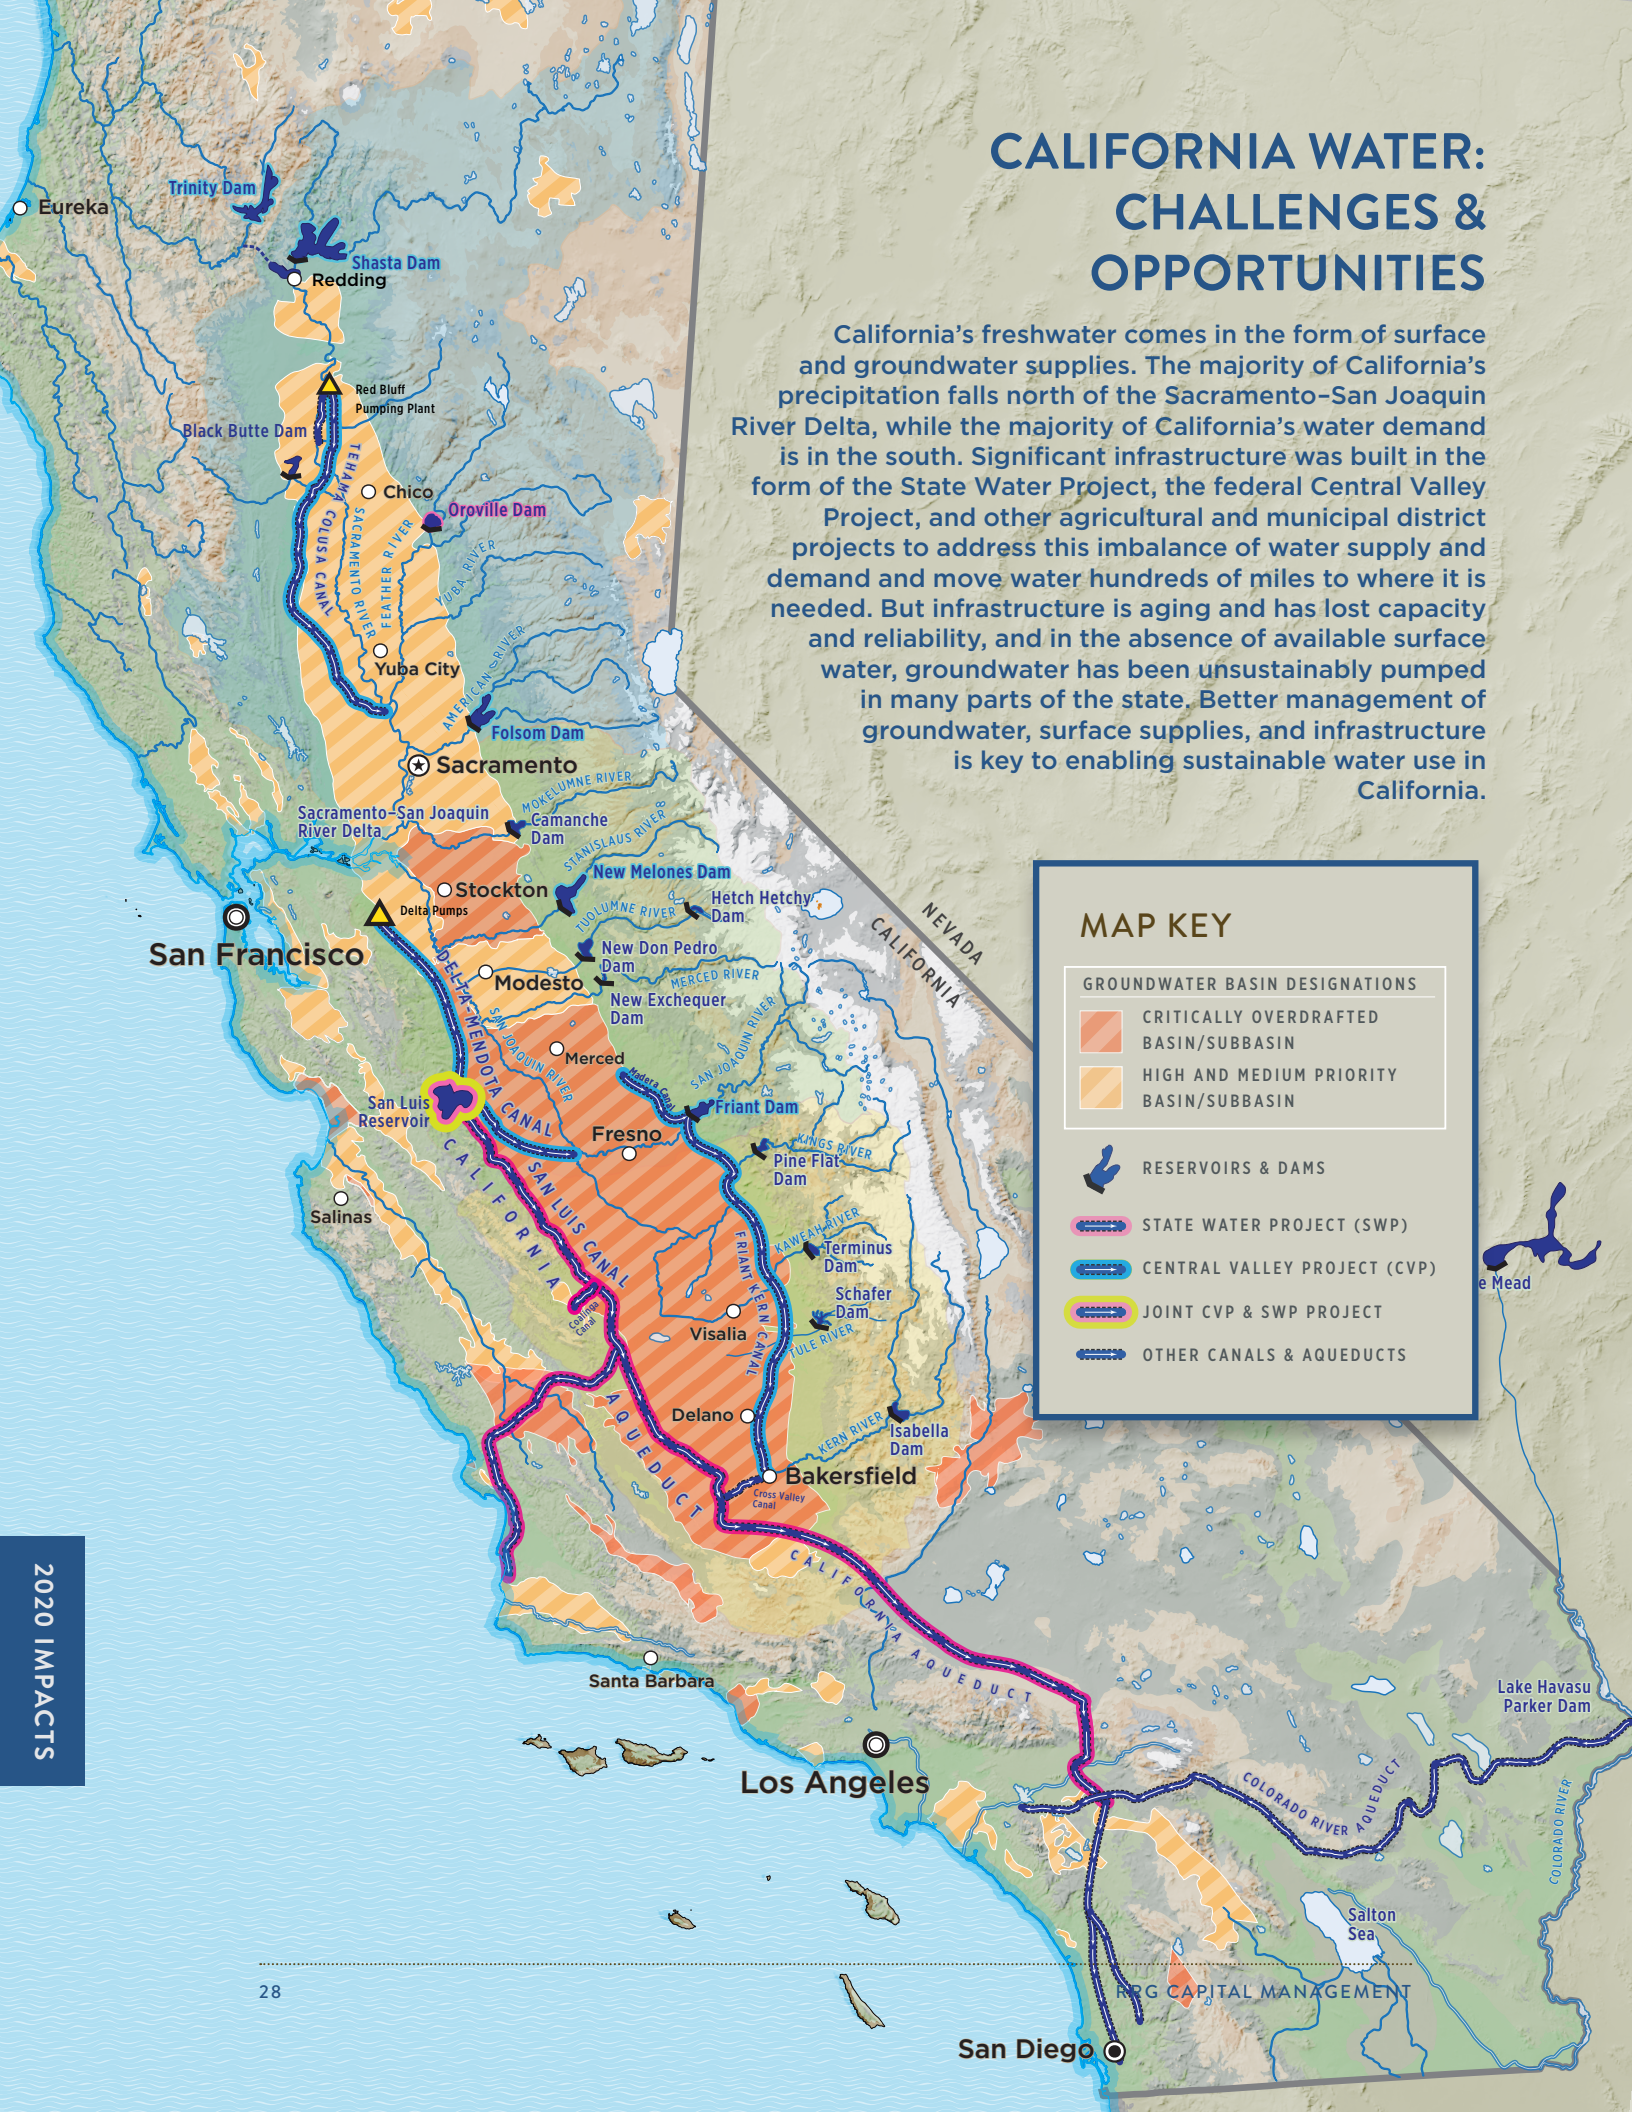 CALIFORNIA WATER:
CHALLENGES &
OPPORTUNITIES
California's freshwater comes in the form of surface
and groundwater supplies. The majority of California's
precipitation falls north of the Sacramento–San Joaquin
River Delta, while the majority of California's water demand
is in the south. Significant infrastructure was built in the
form of the State Water Project, the federal Central Valley
Project, and other agricultural and municipal district
projects to address this imbalance of water supply and
demand and move water hundreds of miles to where it is
needed. But infrastructure is aging and has lost capacity
and reliability, and in the absence of available surface
water, groundwater has been unsustainably pumped
in many parts of the state. Better management of
groundwater, surface supplies, and infrastructure
is key to enabling sustainable water use in
California.
MAP KEY
GROUNDWATER BASIN DESIGNATIONS
CRITICALLY OVERDRAFTED
BASIN/SUBBASIN
HIGH AND MEDIUM PRIORITY
BASIN/SUBBASIN
RESERVOIRS & DAMS
STATE WATER PROJECT (SWP)
CENTRAL VALLEY PROJECT (CVP)
JOINT CVP & SWP PROJECT
OTHER CANALS & AQUEDUCTS
Trinity Dam
Eureka
Shasta Dam
Redding
Red Bluff
Pumping Plant
Black Butte Dam
TEHAMA COLUSA CANAL
Chico
Oroville Dam
SACRAMENTO RIVER
FEATHER RIVER
YUBA RIVER
Yuba City
AMERICAN RIVER
Folsom Dam
Sacramento
MOKELUMNE RIVER
Sacramento–San Joaquin
River Delta
Camanche
Dam
STANISLAUS RIVER
New Melones Dam
Stockton
Hetch Hetchy
Dam
TUOLUMNE RIVER
Delta Pumps
San Francisco
New Don Pedro
Dam
NEVADA
CALIFORNIA
Modesto
MERCED RIVER
New Exchequer
Dam
DELTA-MENDOTA CANAL
SAN JOAQUIN RIVER
Merced
SAN JOAQUIN RIVER
Madera Canal
San Luis
Reservoir
Friant Dam
Fresno
KINGS RIVER
Pine Flat
Dam
Salinas
SAN LUIS CANAL
CALIFORNIA
AQUEDUCT
KAWEAH RIVER
Terminus
Dam
FRIANT KERN CANAL
Schafer
Dam
Coalinga
Canal
Visalia
TULE RIVER
e Mead
Delano
KERN RIVER
Isabella
Dam
Bakersfield
Cross Valley
Canal
CALIFORNIA AQUEDUCT
Santa Barbara
Lake Havasu
Parker Dam
Los Angeles
COLORADO RIVER AQUEDUCT
COLORADO RIVER
Salton
Sea
San Diego
2020 IMPACTS
28
RRG CAPITAL MANAGEMENT